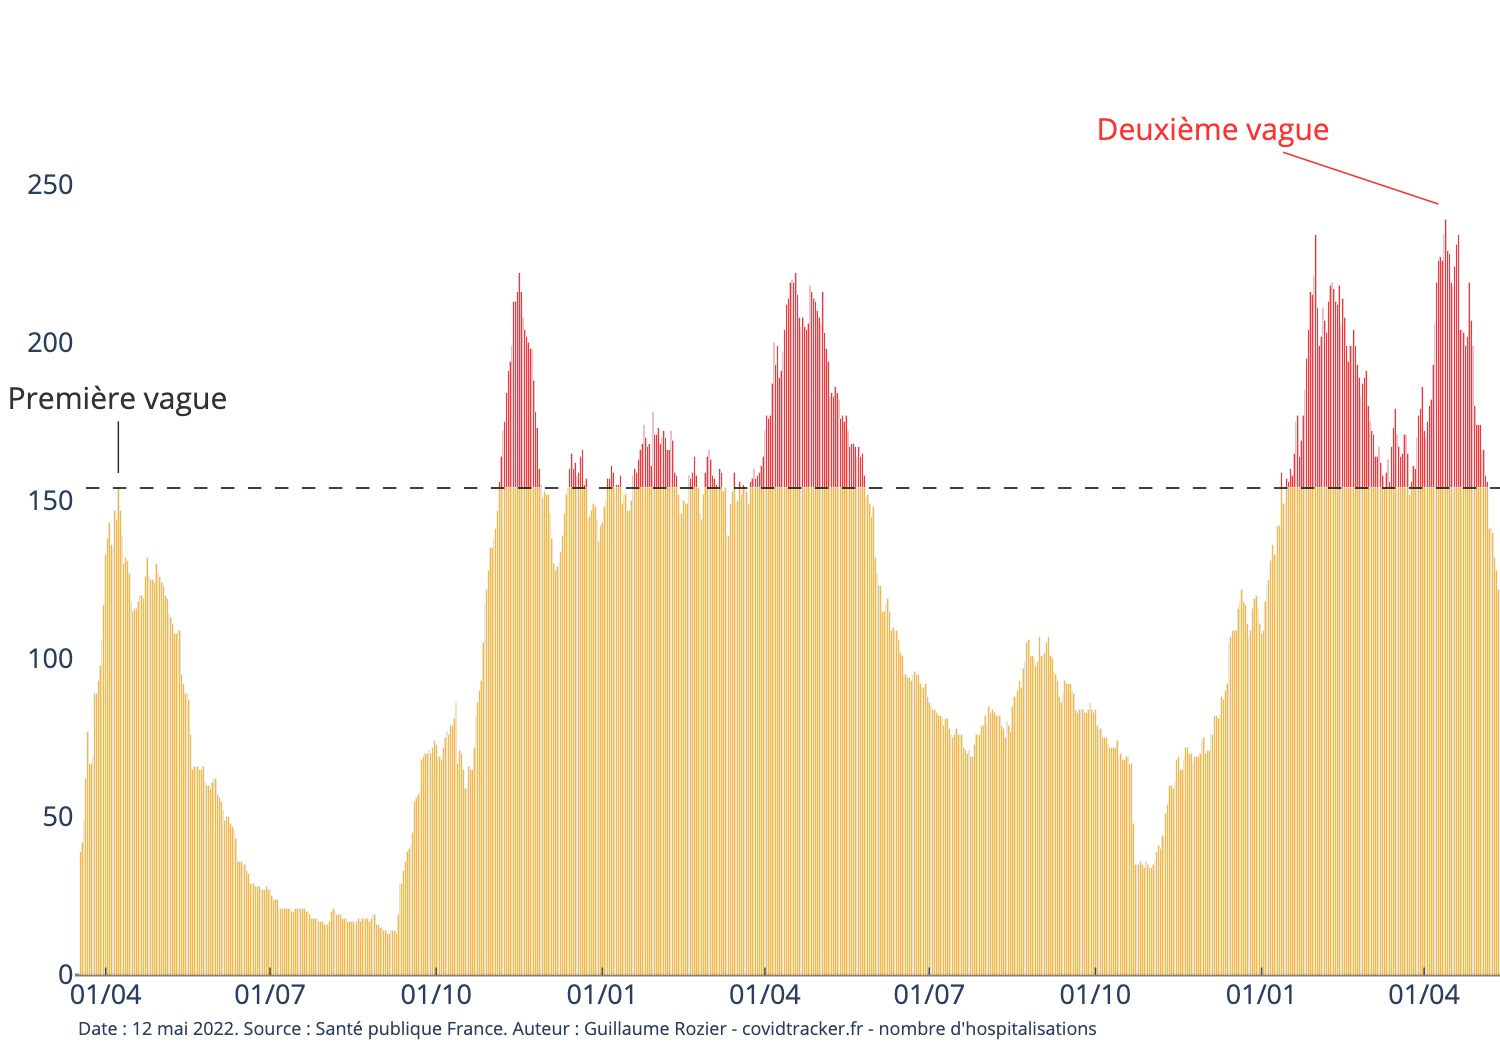 Deuxième vague
250
200
Première vague
150
100
50
0
01/04 01/07 01/10 01/01 01/04 01/07 01/10 01/01 01/04
Date : 12 mai 2022. Source : Santé publique France. Auteur : Guillaume Rozier - covidtracker.fr - nombre d'hospitalisations